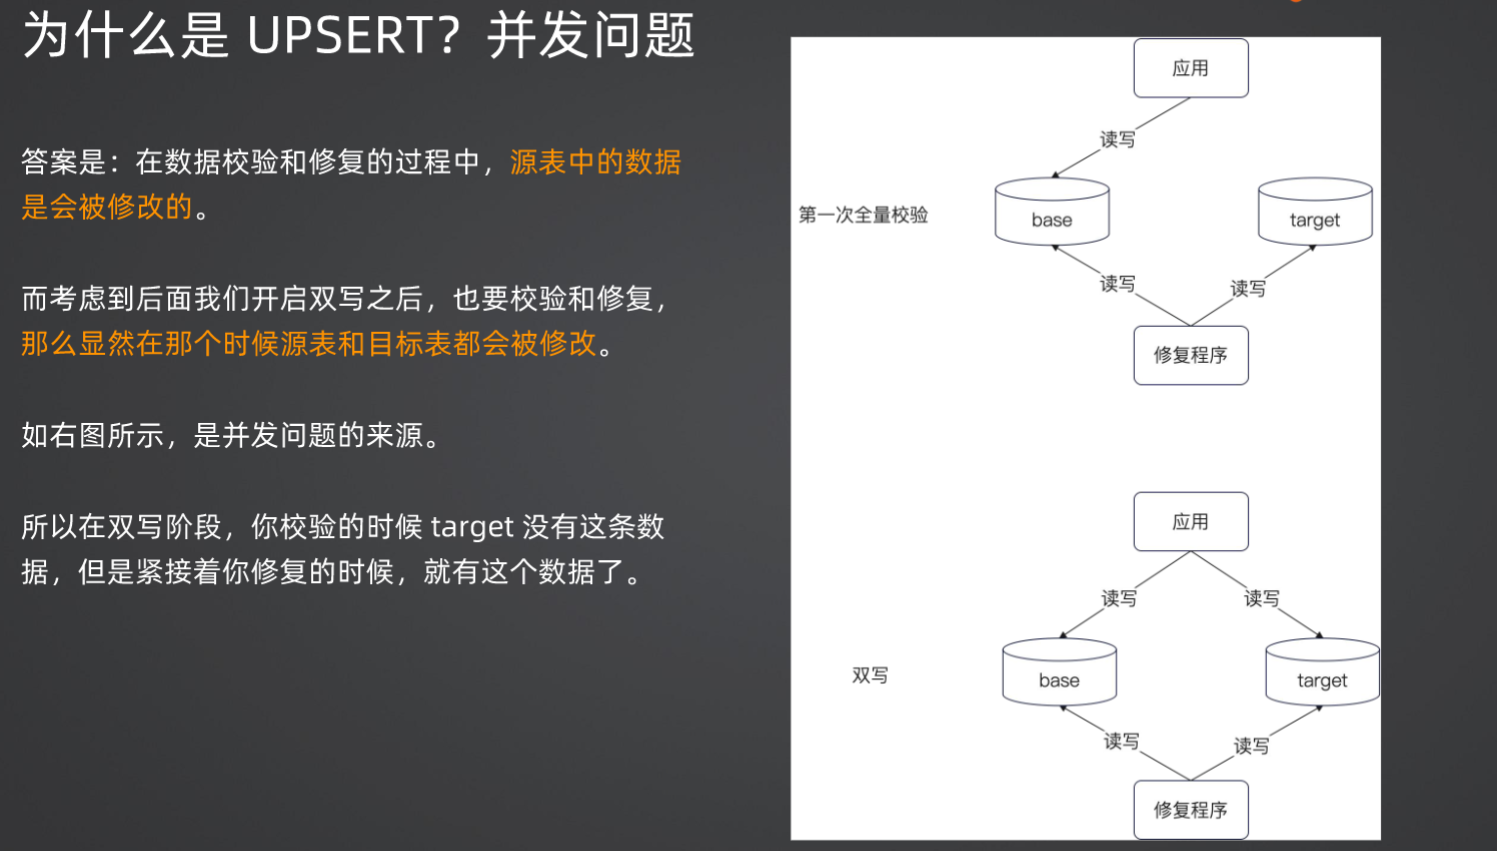 为什么是 UPSERT？并发问题
答案是：在数据校验和修复的过程中，源表中的数据
是会被修改的。
而考虑到后面我们开启双写之后，也要校验和修复，
那么显然在那个时候源表和目标表都会被修改。
如右图所示，是并发问题的来源。
所以在双写阶段，你校验的时候 target 没有这条数
据，但是紧接着你修复的时候，就有这个数据了。
应用
读写
第一次全量校验
base
target
读写
读写
修复程序
应用
读写
读写
双写
base
target
读写
读写
修复程序